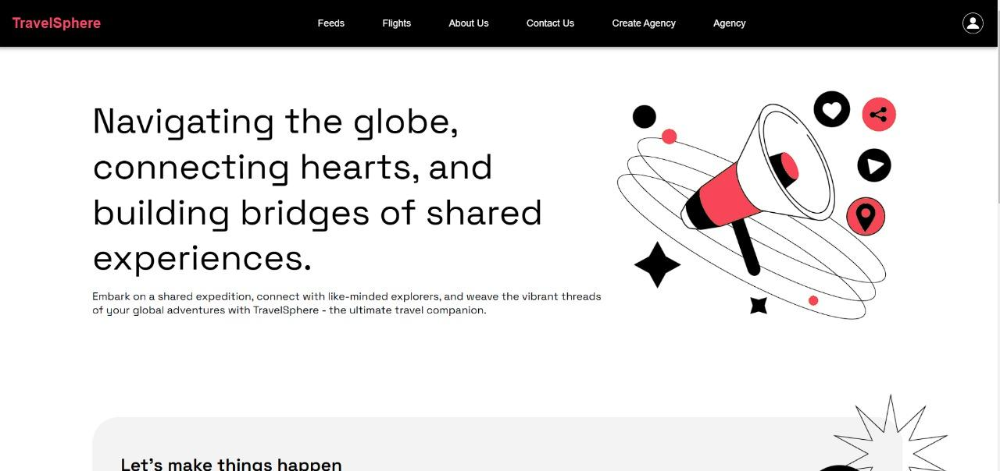 TravelSphere
Feeds
Flights
About Us
Contact Us
Create Agency
Agency
Navigating the globe,
connecting hearts, and
building bridges of shared
experiences.
Embark on a shared expedition, connect with like-minded explorers, and weave the vibrant threads
of your global adventures with TravelSphere - the ultimate travel companion.
Let's make things happen